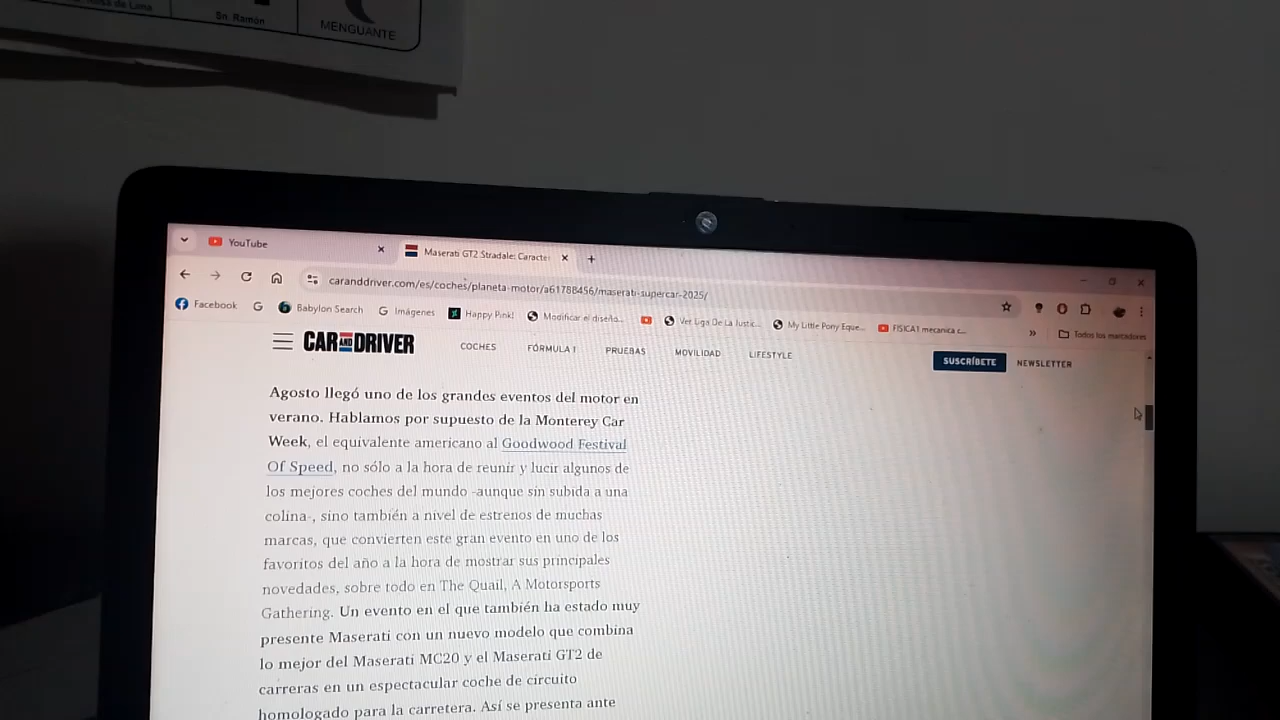 de Lima
Sn. Ramón
MENGUANTE
YouTube
Maserati GT2 Stradale: Caracte
caranddriver.com/es/coches/planeta-motor/a61788456/maserati-supercar-2025/
Facebook
G
Babylon Search
G Imágenes
Happy Pink!
Modificar el diseño...
Ver Liga De La Justic...
My Little Pony Eque...
FISICA1 mecanica c...
»
Todos los marcadores
CAR AND DRIVER
COCHES
FÓRMULA 1
PRUEBAS
MOVILIDAD
LIFESTYLE
SUSCRÍBETE
NEWSLETTER
Agosto llegó uno de los grandes eventos del motor en
verano. Hablamos por supuesto de la Monterey Car
Week, el equivalente americano al Goodwood Festival
Of Speed, no sólo a la hora de reunir y lucir algunos de
los mejores coches del mundo -aunque sin subida a una
colina-, sino también a nivel de estrenos de muchas
marcas, que convierten este gran evento en uno de los
favoritos del año a la hora de mostrar sus principales
novedades, sobre todo en The Quail, A Motorsports
Gathering. Un evento en el que también ha estado muy
presente Maserati con un nuevo modelo que combina
lo mejor del Maserati MC20 y el Maserati GT2 de
carreras en un espectacular coche de circuito
homologado para la carretera. Así se presenta ante